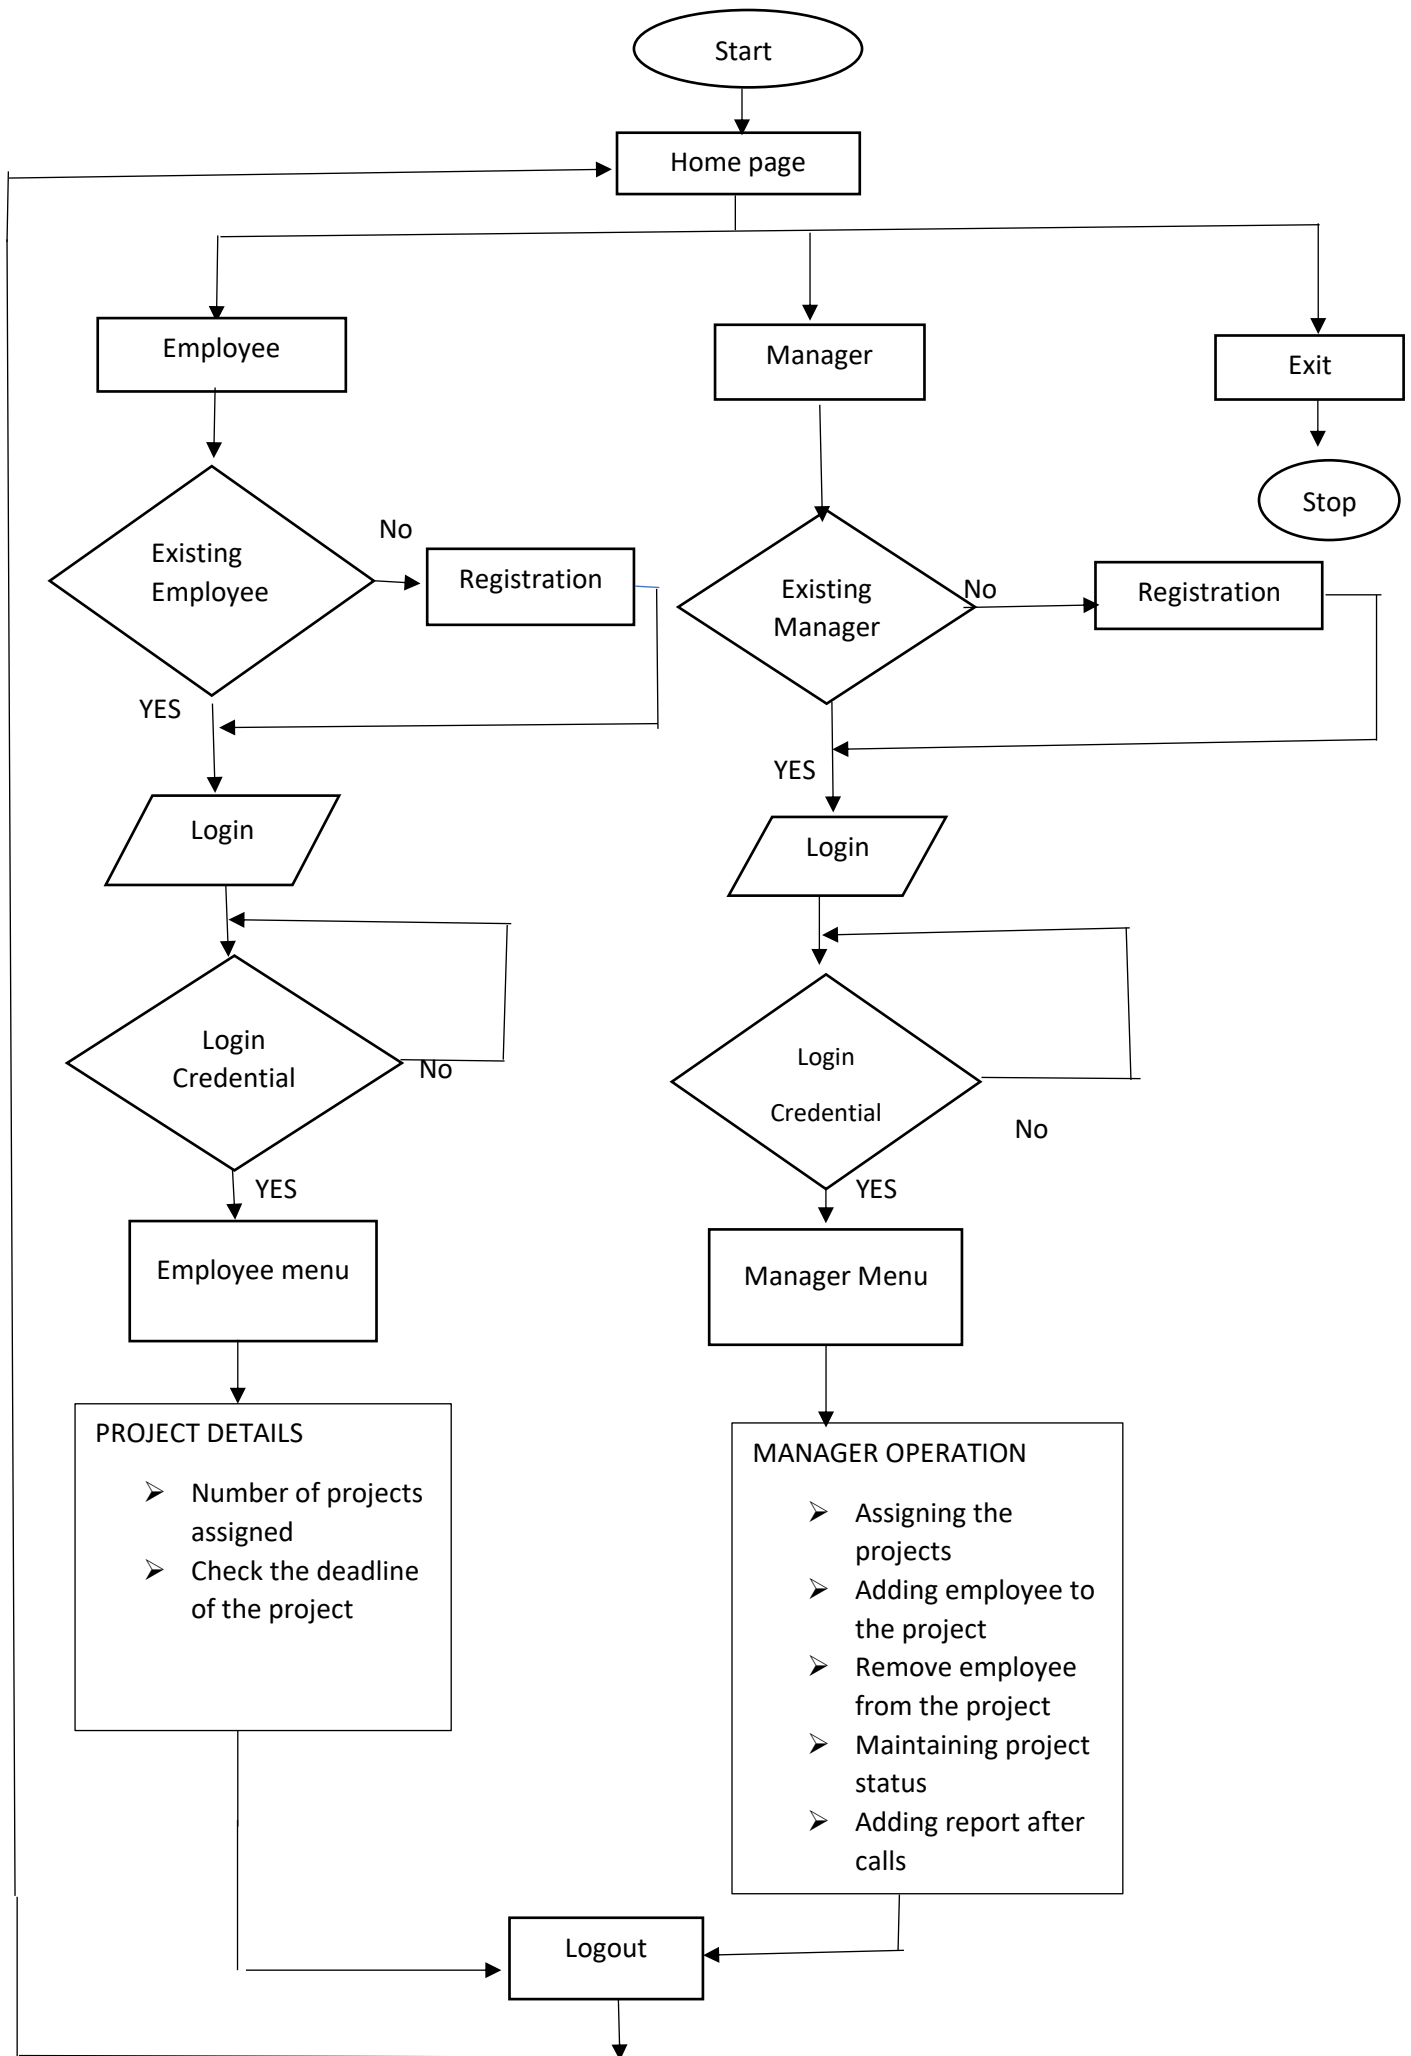 Start
Home page
Employee
Manager
Exit
Stop
Existing
Employee
No
Registration
Existing
Manager
No
Registration
YES
YES
Login
Login
Login
Credential
No
Login
Credential
No
YES
YES
Employee menu
Manager Menu
PROJECT DETAILS
➢ Number of projects
assigned
➢ Check the deadline
of the project
MANAGER OPERATION
➢ Assigning the
projects
➢ Adding employee to
the project
➢ Remove employee
from the project
➢ Maintaining project
status
➢ Adding report after
calls
Logout